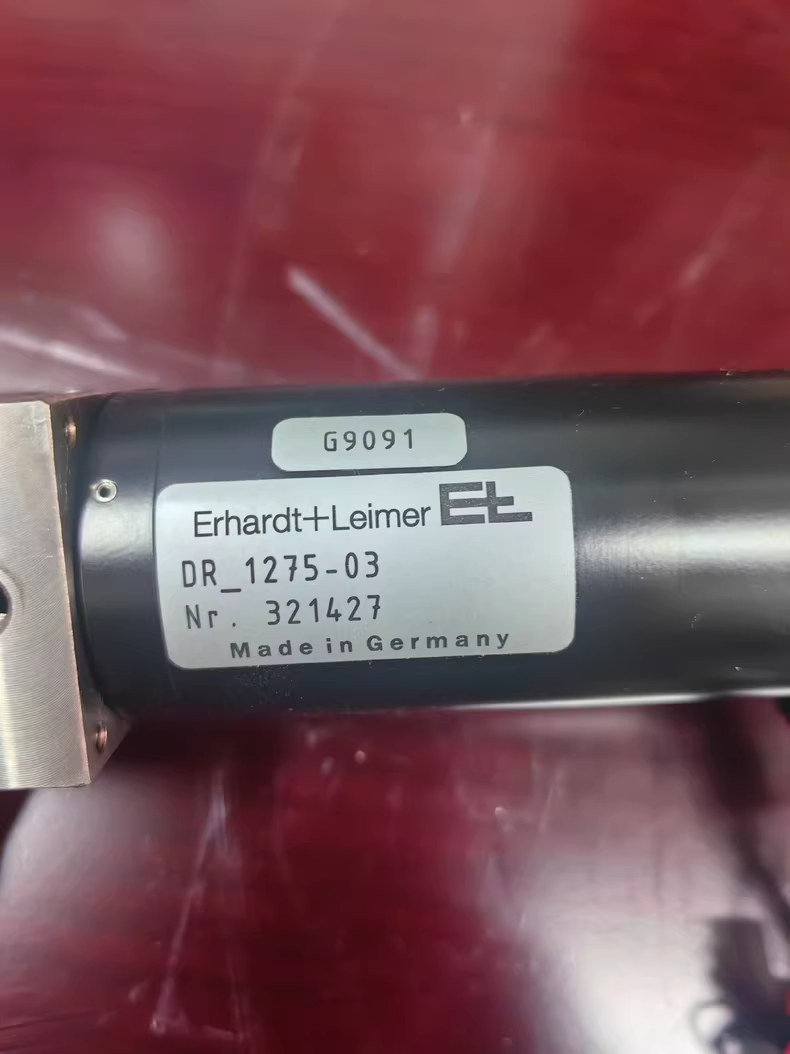 G9091
Erhardt+Leimer E+L
DR_1275-03
Nr. 321427
Made in Germany